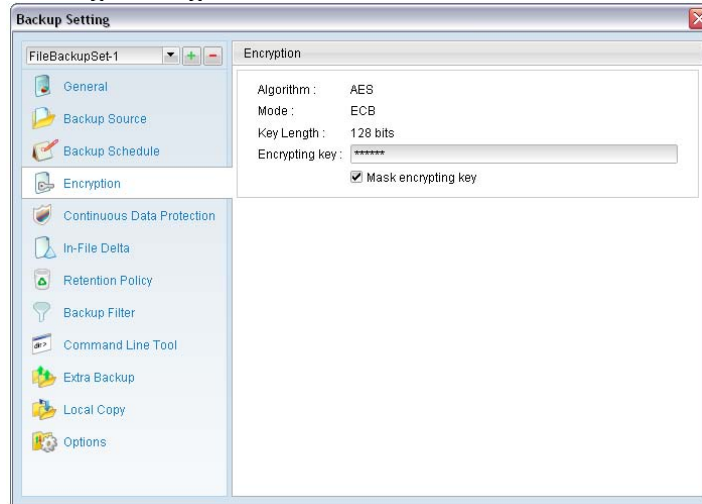 Backup Setting
FileBackupSet-1
General
Backup Source
Backup Schedule
Encryption
Continuous Data Protection
In-File Delta
Retention Policy
Backup Filter
Command Line Tool
Extra Backup
Local Copy
Options
Encryption
Algorithm : AES
Mode : ECB
Key Length : 128 bits
Encrypting key : ******
Mask encrypting key